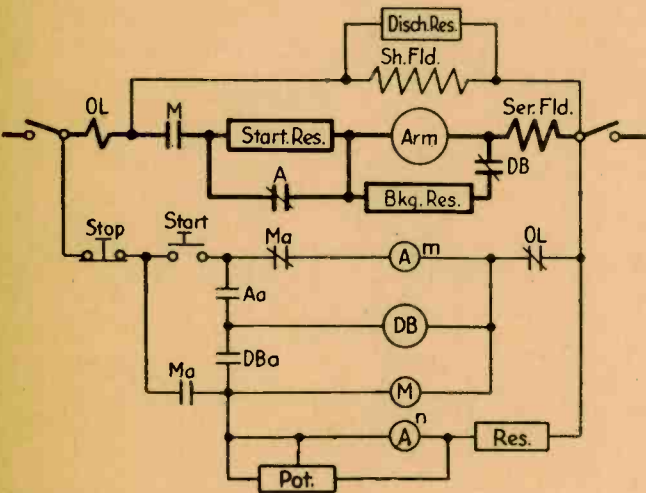 Disch.Res.
Sh.Fld.
OL
M
Start.Res.
Arm
Ser.Fld.
A
Bkg.Res.
DB
Stop
Start
Ma
A m
OL
Aa
DB
DBa
Ma
M
A n
Res.
Pot.